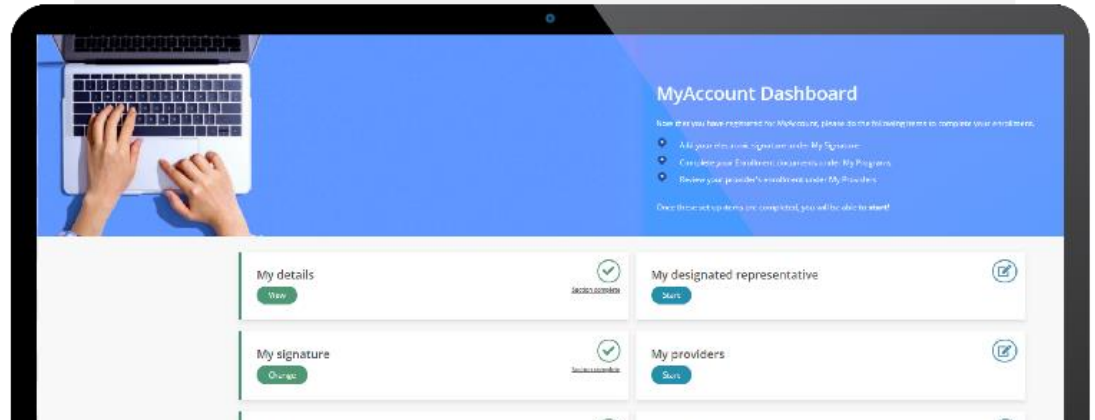 MyAccount Dashboard
Now that you have registered for MyAccount, please do the following items to complete your enrollment.
Add your electronic signature under My Signature
Complete your Enrollment documents under My Programs
Review your provider's enrollment under My Providers
Once these set up items are completed, you will be able to start!
My details
View
Section complete
My designated representative
Start
My signature
Change
Section complete
My providers
Start